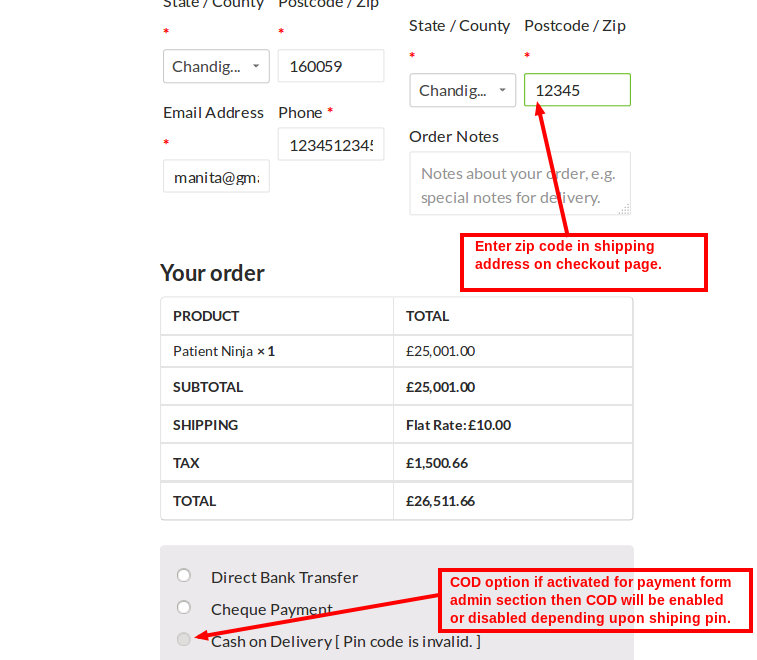 State / County Postcode / Zip
* *
Chandig... 160059
Email Address Phone *
*
1234512345
manita@gma
State / County Postcode / Zip
* *
Chandig... 12345
Order Notes
Notes about your order, e.g.
special notes for delivery.
Enter zip code in shipping
address on checkout page.
Your order
PRODUCT TOTAL
Patient Ninja × 1 £25,001.00
SUBTOTAL £25,001.00
SHIPPING Flat Rate: £10.00
TAX £1,500.66
TOTAL £26,511.66
Direct Bank Transfer
Cheque Payment
Cash on Delivery [ Pin code is invalid. ]
COD option if activated for payment form
admin section then COD will be enabled
or disabled depending upon shiping pin.